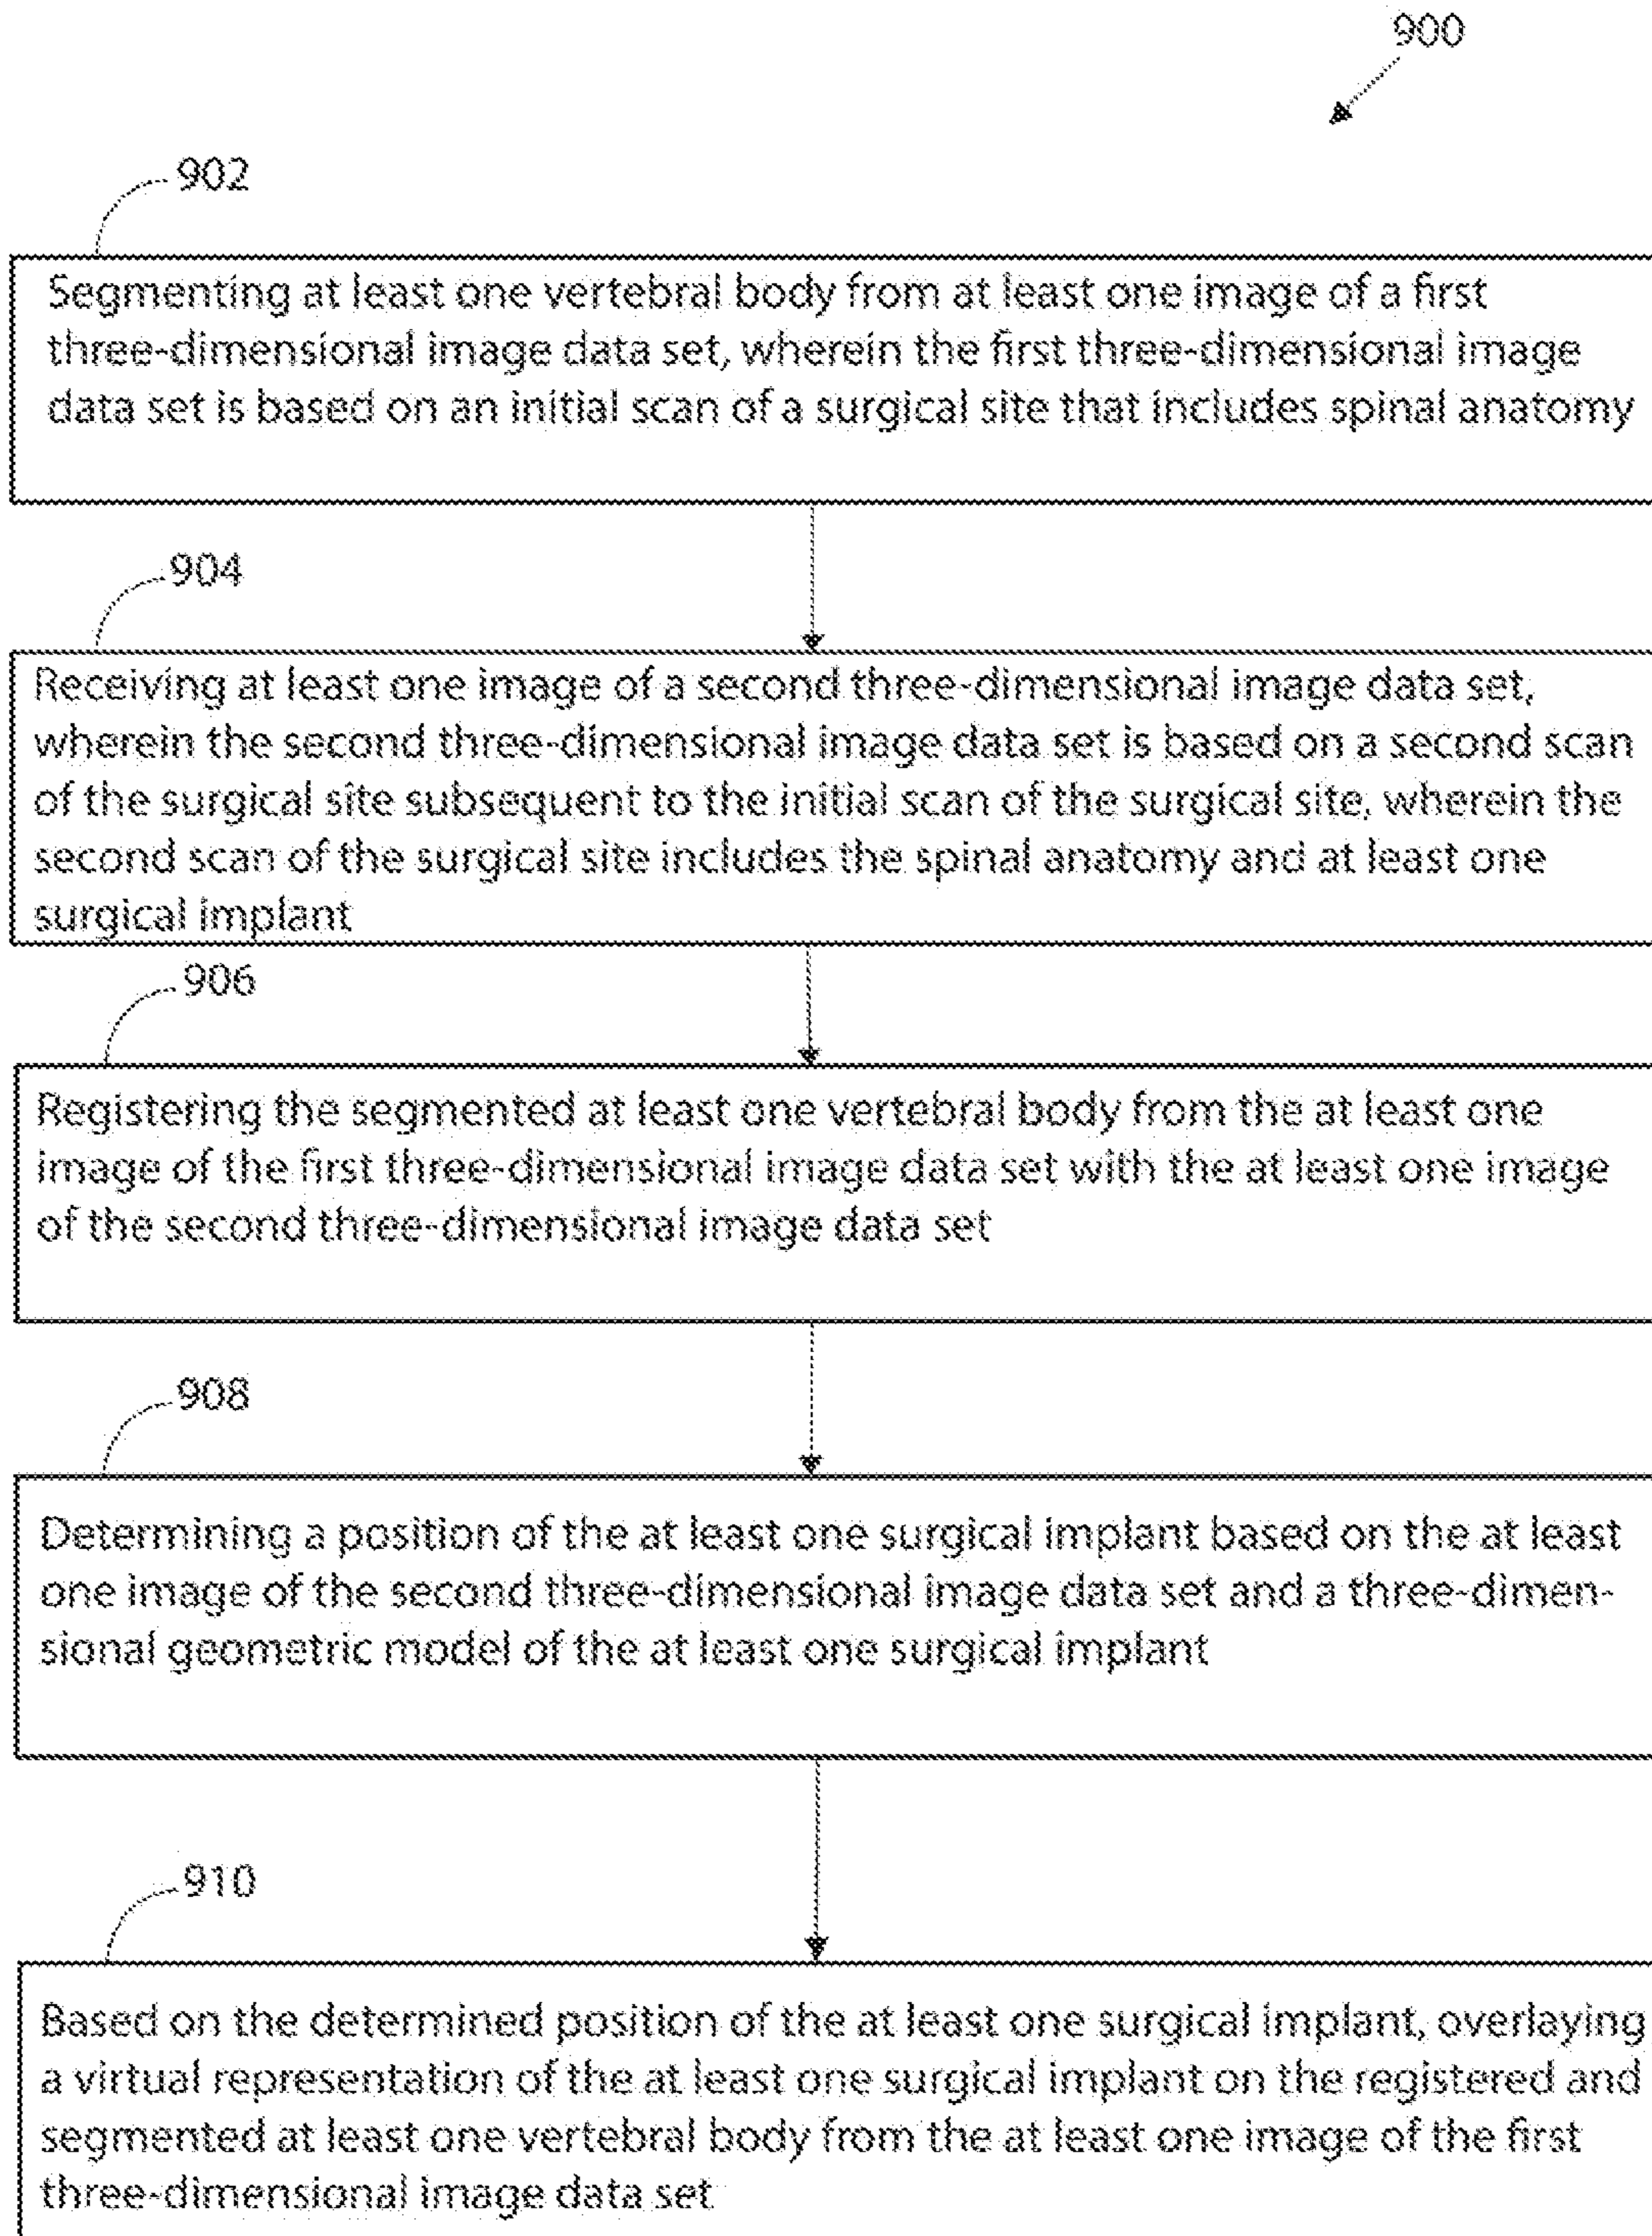 900
902
Segmenting at least one vertebral body from at least one image of a first
three-dimensional image data set, wherein the first three-dimensional image
data set is based on an initial scan of a surgical site that includes spinal anatomy
904
Receiving at least one image of a second three-dimensional image data set,
wherein the second three-dimensional image data set is based on a second scan
of the surgical site subsequent to the initial scan of the surgical site, wherein the
second scan of the surgical site includes the spinal anatomy and at least one
surgical implant
906
Registering the segmented at least one vertebral body from the at least one
image of the first three-dimensional image data set with the at least one image
of the second three-dimensional image data set
908
Determining a position of the at least one surgical implant based on the at least
one image of the second three-dimensional image data set and a three-dimen-
sional geometric model of the at least one surgical implant
910
Based on the determined position of the at least one surgical implant, overlaying
a virtual representation of the at least one surgical implant on the registered and
segmented at least one vertebral body from the at least one image of the first
three-dimensional image data set